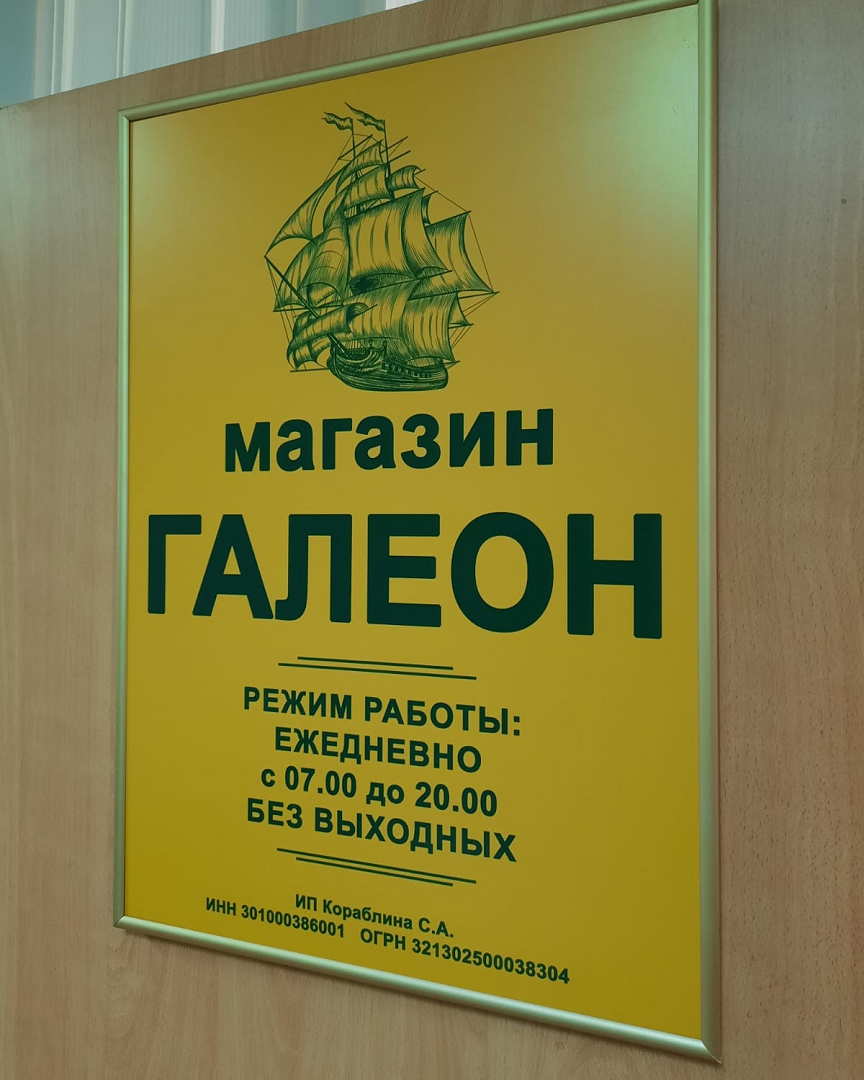 магазин
ГАЛЕОН
РЕЖИМ РАБОТЫ:
ЕЖЕДНЕВНО
с 07.00 до 20.00
БЕЗ ВЫХОДНЫХ
ИП Кораблина С.А.
ИНН 301000386001 ОГРН 321302500038304